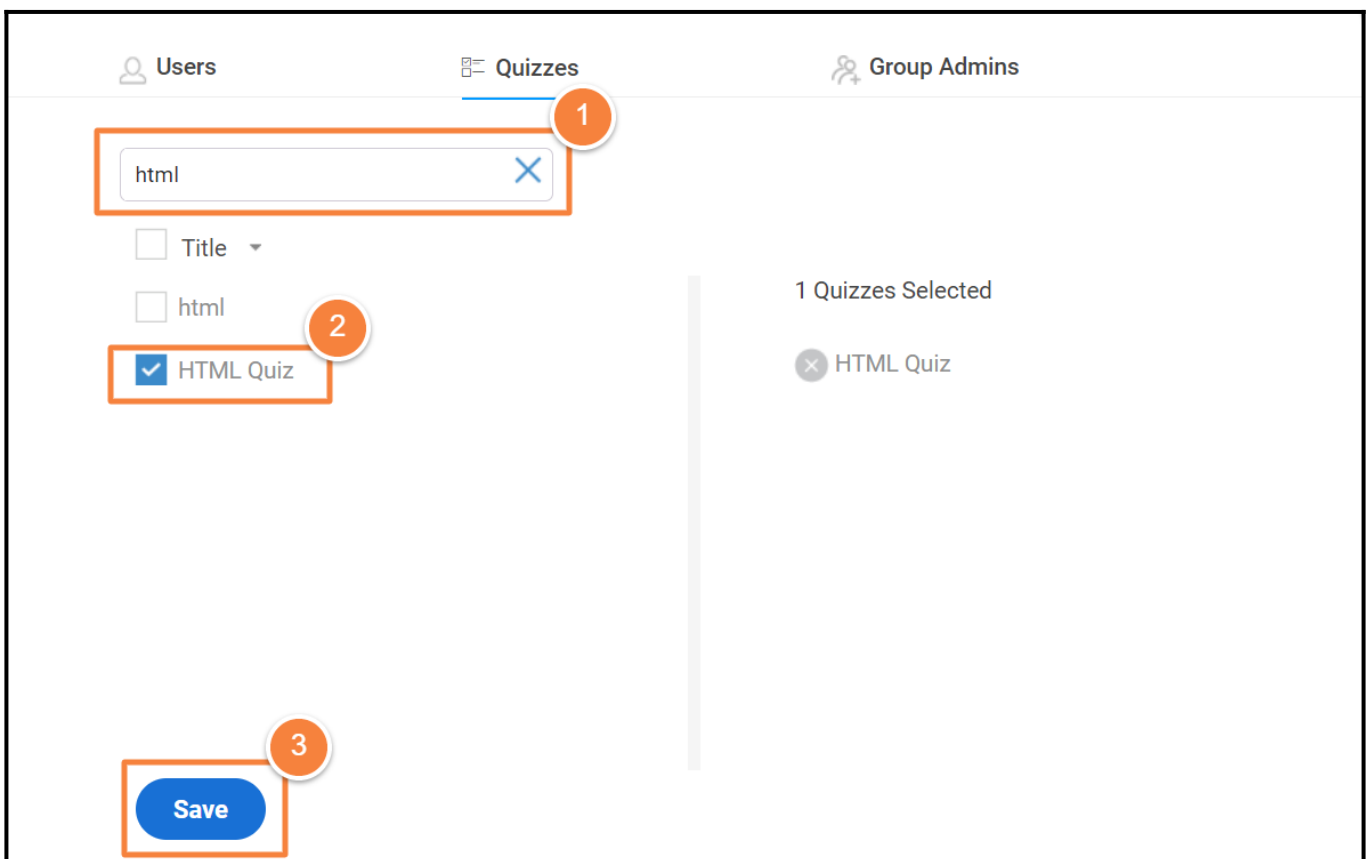 Users Quizzes Group Admins
1
html
Title
html
1 Quizzes Selected
2
HTML Quiz
HTML Quiz
3
Save